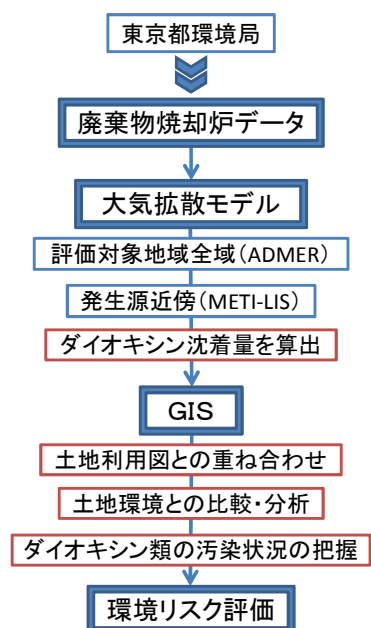 東京都環境局
廃棄物焼却炉データ
大気拡散モデル
評価対象地域全域(ADMER)
発生源近傍(METI-LIS)
ダイオキシン沈着量を算出
GIS
土地利用図との重ね合わせ
土地環境との比較・分析
ダイオキシン類の汚染状況の把握
環境リスク評価